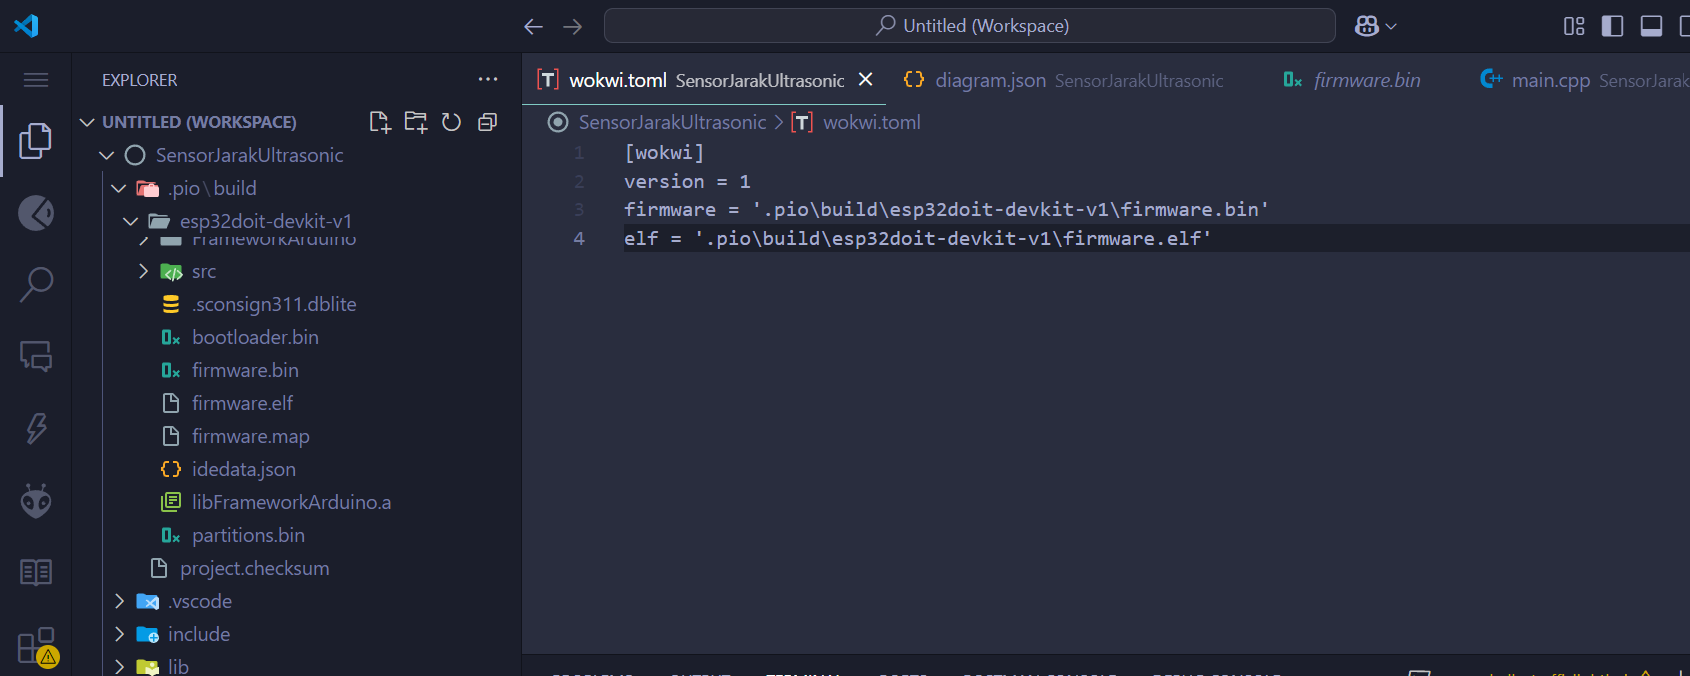 Untitled (Workspace)
EXPLORER
UNTITLED (WORKSPACE)
SensorJarakUltrasonic
.pio\build
esp32doit-devkit-v1
FrameworkArduino
src
.sconsign311.dblite
bootloader.bin
firmware.bin
firmware.elf
firmware.map
idedata.json
libFrameworkArduino.a
partitions.bin
project.checksum
.vscode
include
lib
wokwi.toml SensorJarakUltrasonic
diagram.json SensorJarakUltrasonic
firmware.bin
main.cpp SensorJarak
SensorJarakUltrasonic > wokwi.toml
1 [wokwi]
2 version = 1
3 firmware = '.pio\build\esp32doit-devkit-v1\firmware.bin'
4 elf = '.pio\build\esp32doit-devkit-v1\firmware.elf'